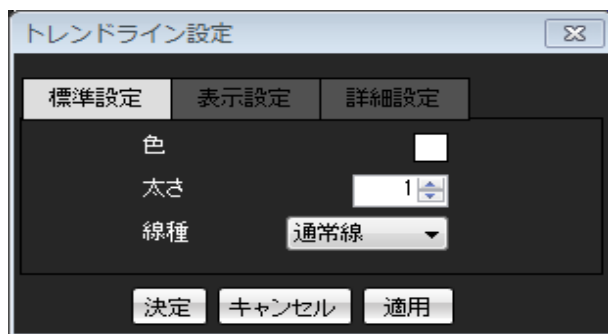 トレンドライン設定
標準設定 表示設定 詳細設定
色
太さ 1
線種 通常線
決定 キャンセル 適用